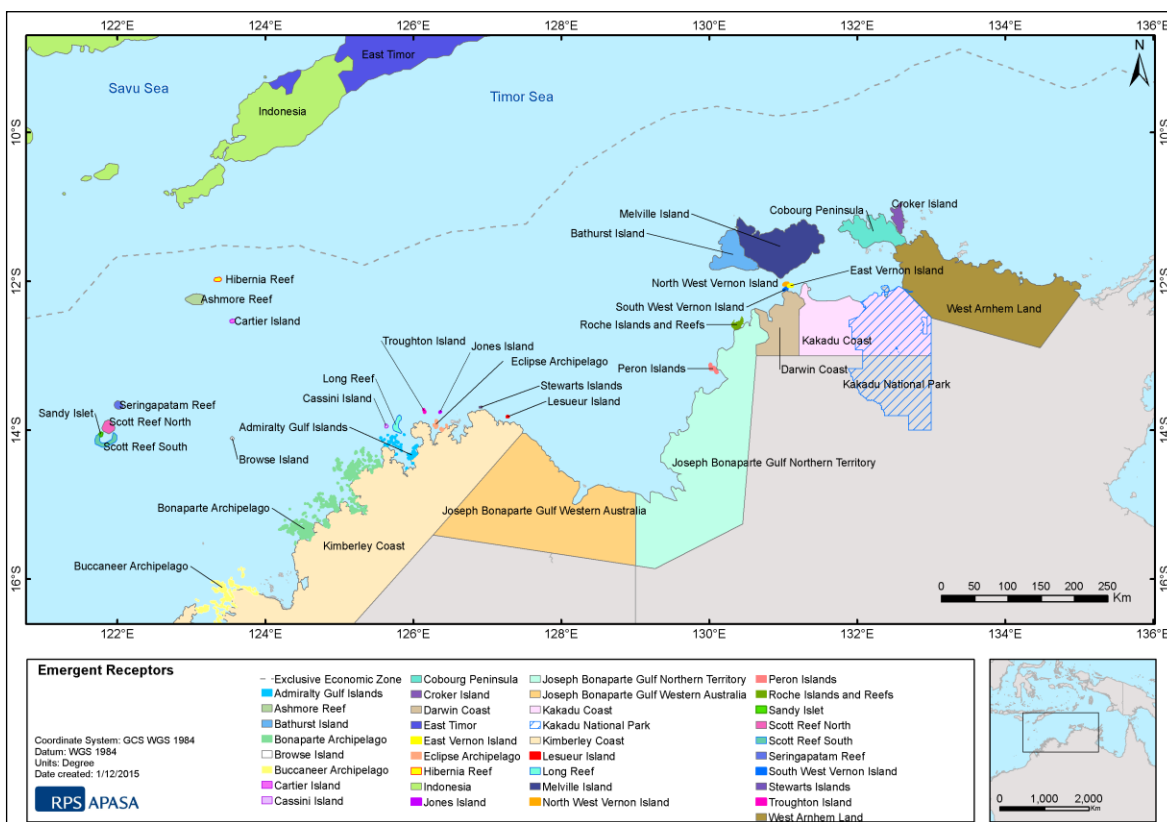 122°E 124°E 126°E 128°E 130°E 132°E 134°E 136°E
N
East Timor
Savu Sea
Timor Sea
Indonesia
10°S
10°S
Croker Island
Cobourg Peninsula
Melville Island
Bathurst Island
East Vernon Island
North West Vernon Island
12°S
12°S
Hibernia Reef
Ashmore Reef
South West Vernon Island
West Arnhem Land
Cartier Island
Roche Islands and Reefs
Kakadu Coast
Troughton Island
Jones Island
Eclipse Archipelago
Peron Islands
Darwin Coast
Long Reef
Stewarts Islands
Kakadu National Park
Cassini Island
Lesueur Island
Seringapatam Reef
Sandy Islet
Scott Reef North
Admiralty Gulf Islands
14°S
14°S
Scott Reef South
Browse Island
Joseph Bonaparte Gulf Northern Territory
Bonaparte Archipelago
Joseph Bonaparte Gulf Western Australia
Kimberley Coast
Buccaneer Archipelago
16°S
16°S
0 50 100 150 200 250
Km
122°E 124°E 126°E 128°E 130°E 132°E 134°E 136°E
Emergent Receptors
Coordinate System: GCS WGS 1984
Datum: WGS 1984
Units: Degree
Date created: 1/12/2015
RPS APASA
Exclusive Economic Zone
Admiralty Gulf Islands
Ashmore Reef
Bathurst Island
Bonaparte Archipelago
Browse Island
Buccaneer Archipelago
Cartier Island
Cassini Island
Cobourg Peninsula
Croker Island
Darwin Coast
East Timor
East Vernon Island
Eclipse Archipelago
Hibernia Reef
Indonesia
Jones Island
Joseph Bonaparte Gulf Northern Territory
Joseph Bonaparte Gulf Western Australia
Kakadu Coast
Kakadu National Park
Kimberley Coast
Lesueur Island
Long Reef
Melville Island
North West Vernon Island
Peron Islands
Roche Islands and Reefs
Sandy Islet
Scott Reef North
Scott Reef South
Seringapatam Reef
South West Vernon Island
Stewarts Islands
Troughton Island
West Arnhem Land
0 1,000 2,000
Km